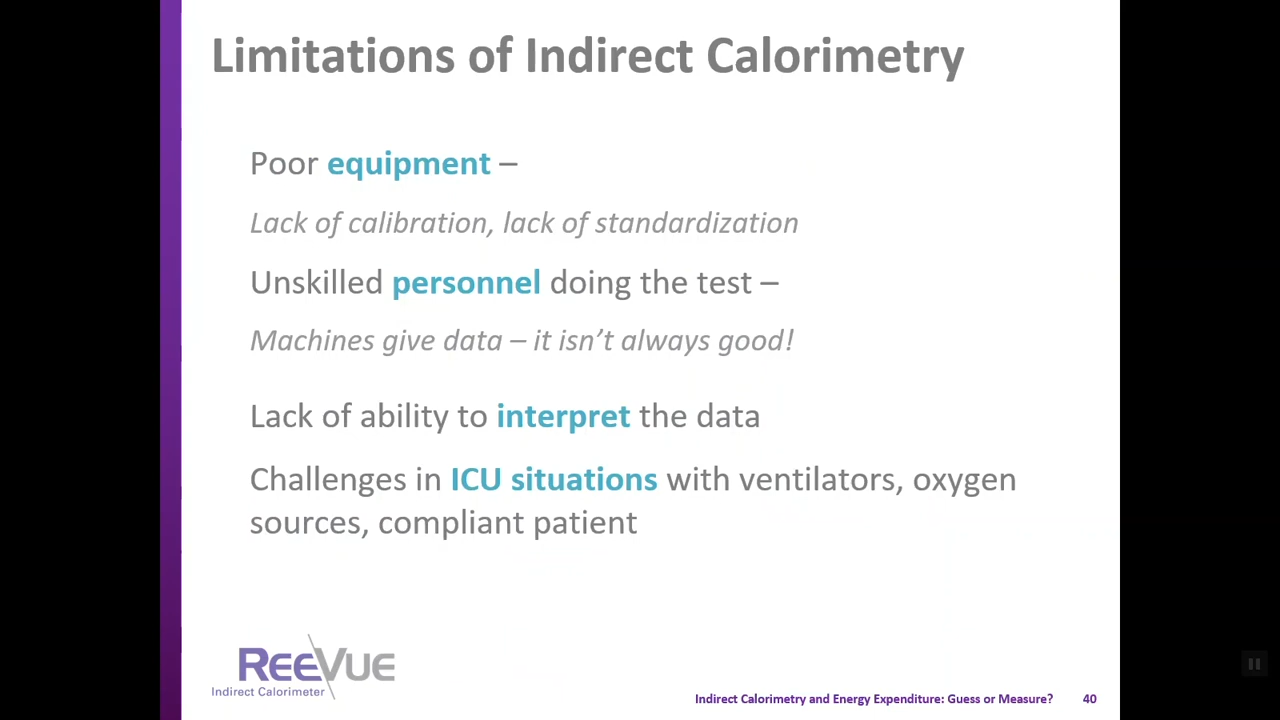 Limitations of Indirect Calorimetry
Poor equipment –
Lack of calibration, lack of standardization
Unskilled personnel doing the test –
Machines give data – it isn’t always good!
Lack of ability to interpret the data
Challenges in ICU situations with ventilators, oxygen
sources, compliant patient
REEVUE
Indirect Calorimeter
Indirect Calorimetry and Energy Expenditure: Guess or Measure? 40